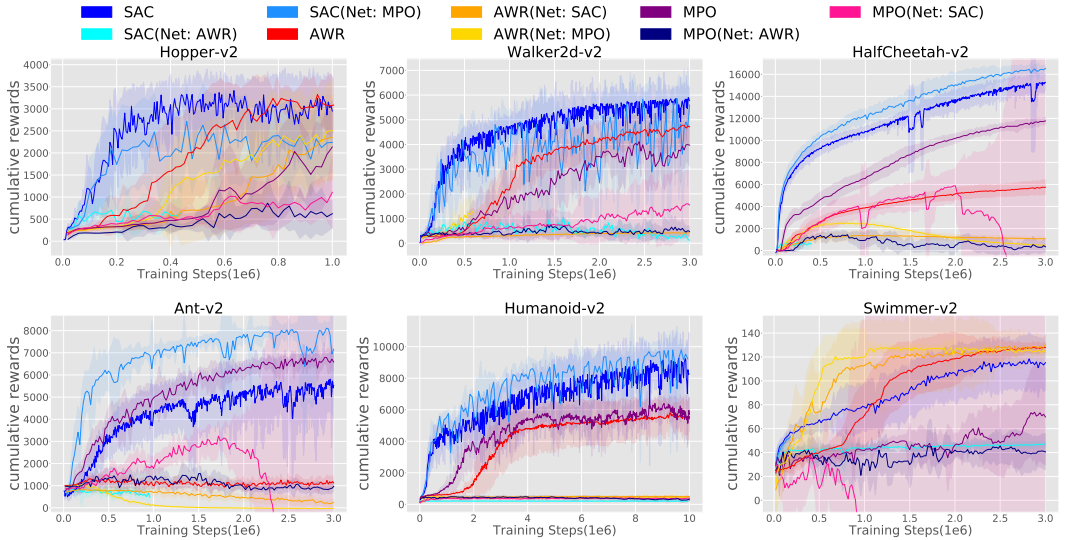 SAC SAC(Net: MPO) AWR(Net: SAC) MPO MPO(Net: SAC)
SAC(Net: AWR) AWR AWR(Net: MPO) MPO(Net: AWR)
Hopper-v2 Walker2d-v2 HalfCheetah-v2
cumulative rewards
4000
3500
3000
2500
2000
1500
1000
500
0
0.0 0.2 0.4 0.6 0.8 1.0
Training Steps(1e6)
cumulative rewards
7000
6000
5000
4000
3000
2000
1000
0
0.0 0.5 1.0 1.5 2.0 2.5 3.0
Training Steps(1e6)
cumulative rewards
16000
14000
12000
10000
8000
6000
4000
2000
0
0.0 0.5 1.0 1.5 2.0 2.5 3.0
Training Steps(1e6)
Ant-v2 Humanoid-v2 Swimmer-v2
cumulative rewards
8000
7000
6000
5000
4000
3000
2000
1000
0
0.0 0.5 1.0 1.5 2.0 2.5 3.0
Training Steps(1e6)
cumulative rewards
10000
8000
6000
4000
2000
0
0 2 4 6 8 10
Training Steps(1e6)
cumulative rewards
140
120
100
80
60
40
20
0
0.0 0.5 1.0 1.5 2.0 2.5 3.0
Training Steps(1e6)